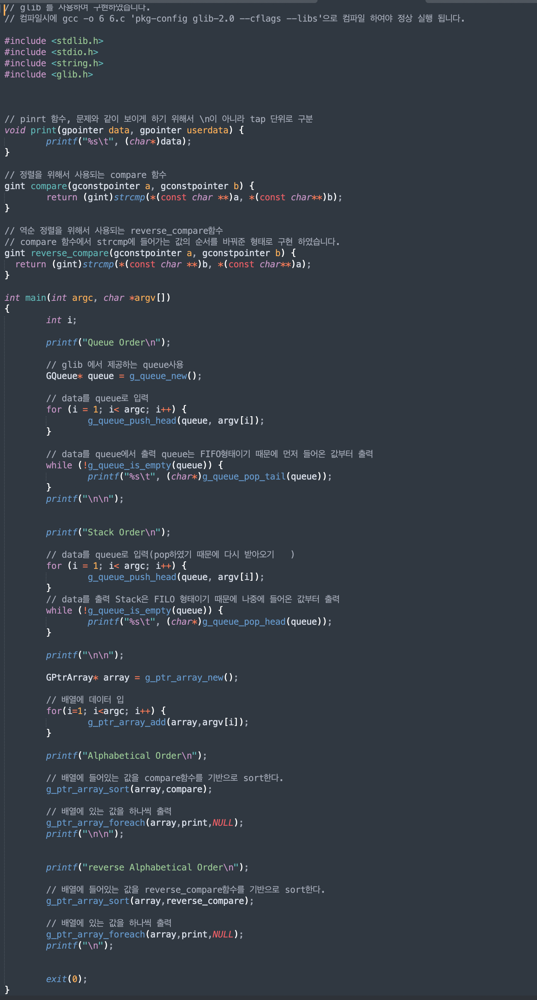 // glib 를 사용하여 구현하였습니다.
// 컴파일시에 gcc -o 6 6.c 'pkg-config glib-2.0 --cflags --libs'으로 컴파일 하여야 정상 실행 됩니다.
#include <stdlib.h>
#include <stdio.h>
#include <string.h>
#include <glib.h>
// pinrt 함수, 문제와 같이 보이게 하기 위해서 \n이 아니라 tap 단위로 구분
void print(gpointer data, gpointer userdata) {
        printf("%s\t", (char*)data);
}
// 정렬을 위해서 사용되는 compare 함수
gint compare(gconstpointer a, gconstpointer b) {
        return (gint)strcmp(*(const char **)a, *(const char**)b);
}
// 역순 정렬을 위해서 사용되는 reverse_compare함수
// compare 함수에서 strcmp에 들어가는 값의 순서를 바꿔준 형태로 구현 하였습니다.
gint reverse_compare(gconstpointer a, gconstpointer b) {
  return (gint)strcmp(*(const char **)b, *(const char**)a);
}
int main(int argc, char *argv[])
{
        int i;
        printf("Queue Order\n");
        // glib 에서 제공하는 queue사용
        GQueue* queue = g_queue_new();
        // data를 queue로 입력
        for (i = 1; i< argc; i++) {
                g_queue_push_head(queue, argv[i]);
        }
        // data를 queue에서 출력 queue는 FIFO형태이기 때문에 먼저 들어온 값부터 출력
        while (!g_queue_is_empty(queue)) {
                printf("%s\t", (char*)g_queue_pop_tail(queue));
        }
        printf("\n\n");
        printf("Stack Order\n");
        // data를 queue로 입력(pop하였기 때문에 다시 받아오기   )
        for (i = 1; i< argc; i++) {
                g_queue_push_head(queue, argv[i]);
        }
        // data를 출력 Stack은 FILO 형태이기 때문에 나중에 들어온 값부터 출력
        while (!g_queue_is_empty(queue)) {
                printf("%s\t", (char*)g_queue_pop_head(queue));
        }
        printf("\n\n");
        GPtrArray* array = g_ptr_array_new();
        // 배열에 데이터 입
        for(i=1; i<argc; i++) {
                g_ptr_array_add(array,argv[i]);
        }
        printf("Alphabetical Order\n");
        // 배열에 들어있는 값을 compare함수를 기반으로 sort한다.
        g_ptr_array_sort(array,compare);
        // 배열에 있는 값을 하나씩 출력
        g_ptr_array_foreach(array,print,NULL);
        printf("\n\n");
        printf("reverse Alphabetical Order\n");
        // 배열에 들어있는 값을 reverse_compare함수를 기반으로 sort한다.
        g_ptr_array_sort(array,reverse_compare);
        // 배열에 있는 값을 하나씩 출력
        g_ptr_array_foreach(array,print,NULL);
        printf("\n");
        exit(0);
}